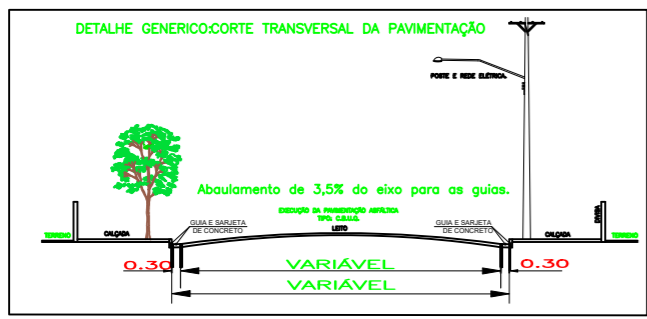 DETALHE GENERICO:CORTE TRANSVERSAL DA PAVIMENTAÇÃO
POSTE E REDE ELÉTRICA.
Abaulamento de 3,5% do eixo para as guias.
EXECUÇÃO DA PAVIMENTAÇÃO ASFÁLTICA
TIPO: C.B.U.Q.
LEITO
GUIA E SARJETA
DE CONCRETO
GUIA E SARJETA
DE CONCRETO
DIVISA
TERRENO
CALÇADA
CALÇADA
TERRENO
0.30
VARIÁVEL
0.30
VARIÁVEL